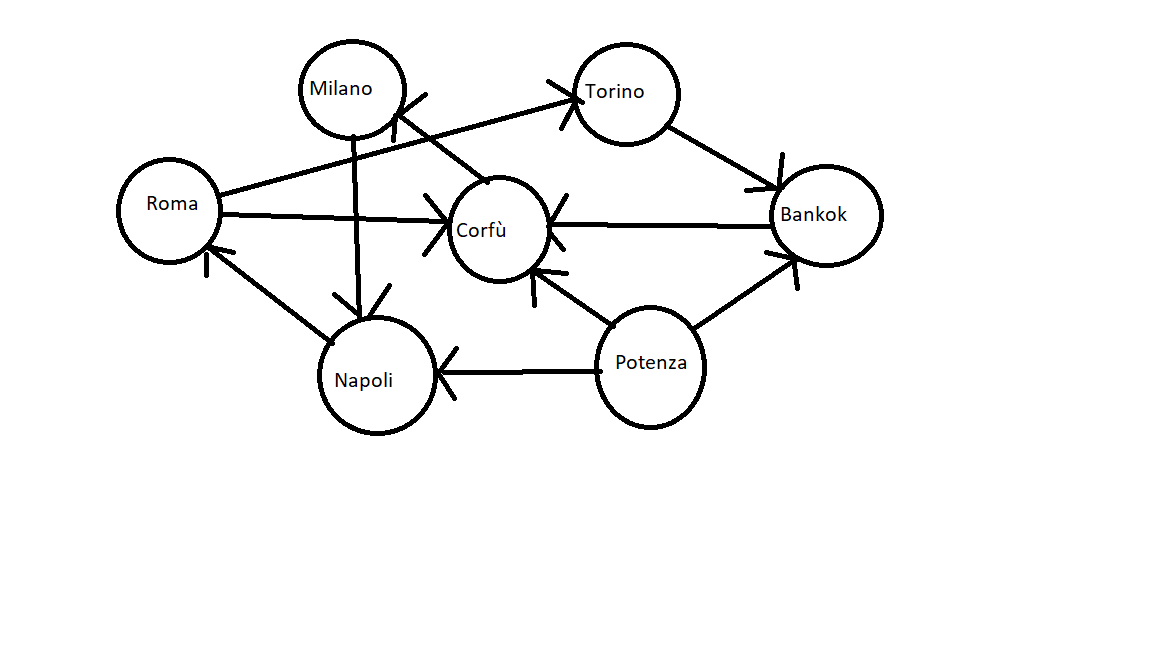 Milano
Torino
Roma
Bankok
Corfù
Potenza
Napoli